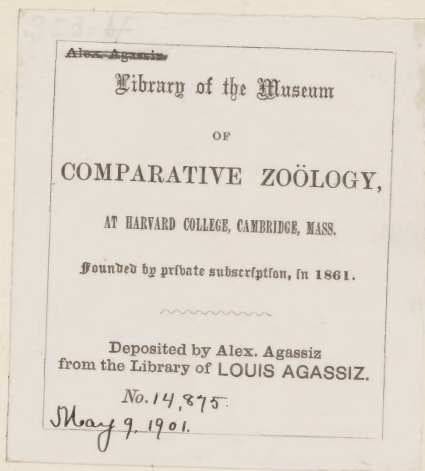 Alex. Agassiz.
Library of the Museum
OF
COMPARATIVE ZOÖLOGY,
AT HARVARD COLLEGE, CAMBRIDGE, MASS.
Founded by private subscription, in 1861.
Deposited by Alex. Agassiz
from the Library of LOUIS AGASSIZ.
No. 14,875.
May 9, 1901.